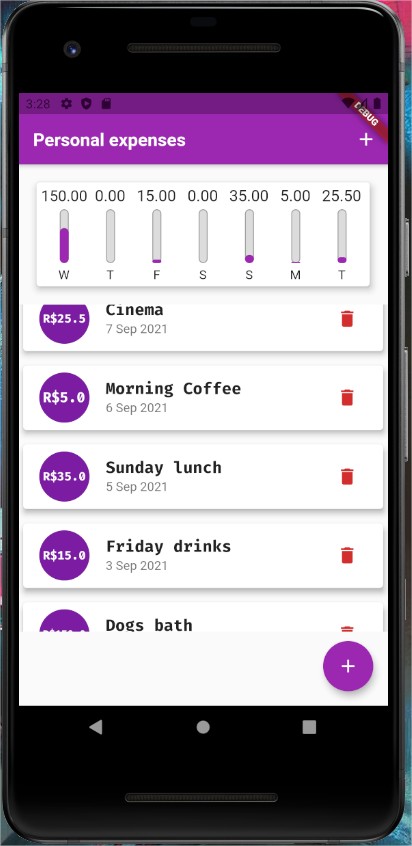 3:28
DEBUG
Personal expenses
+
150.00 0.00 15.00 0.00 35.00 5.00 25.50
W T F S S M T
R$25.5
Cinema
7 Sep 2021
R$5.0
Morning Coffee
6 Sep 2021
R$35.0
Sunday lunch
5 Sep 2021
R$15.0
Friday drinks
3 Sep 2021
Dogs bath
+